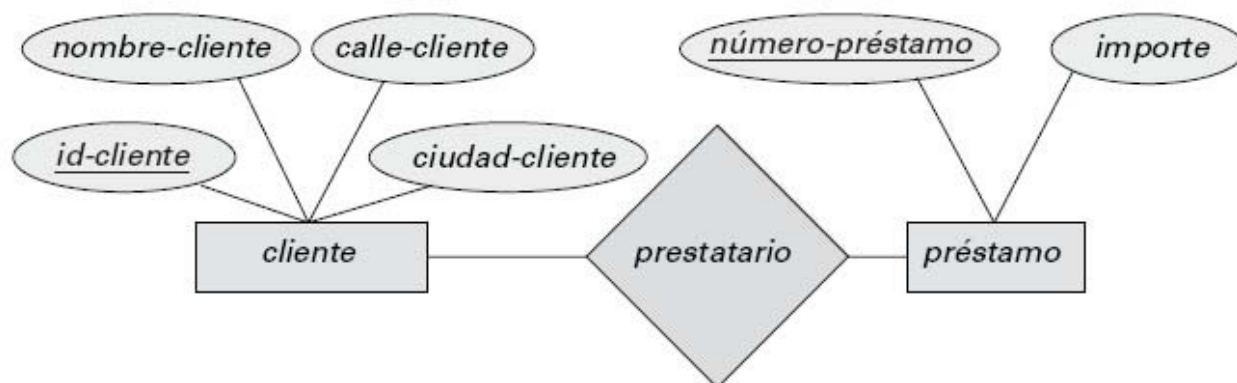 nombre-cliente
calle-cliente
número-préstamo
importe
id-cliente
ciudad-cliente
cliente
prestatario
préstamo